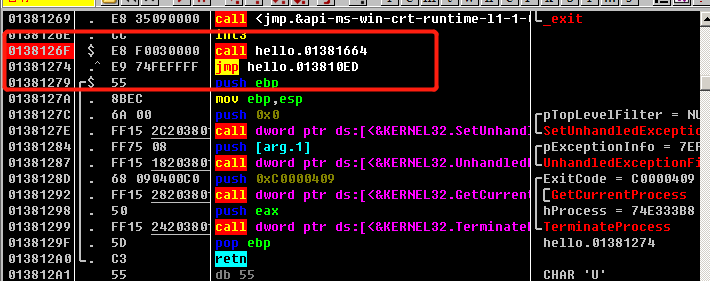 01381269 . E8 35090000 call <jmp.&api-ms-win-crt-runtime-l1-1- _exit
0138126E . CC int3
0138126F $ E8 F0030000 call hello.01381664
01381274 .^ E9 74FEFFFF jmp hello.013810ED
01381279 $ 55 push ebp
0138127A . 8BEC mov ebp,esp
0138127C . 6A 00 push 0x0 pTopLevelFilter = NU
0138127E . FF15 2C203801 call dword ptr ds:[<&KERNEL32.SetUnhand SetUnhandledExceptio
01381284 . FF75 08 push [arg.1] pExceptionInfo = 7EF
01381287 . FF15 18203801 call dword ptr ds:[<&KERNEL32.Unhandled UnhandledExceptionFi
0138128D . 68 090400C0 push 0xC0000409 ExitCode = C0000409
01381292 . FF15 28203801 call dword ptr ds:[<&KERNEL32.GetCurren GetCurrentProcess
01381298 . 50 push eax hProcess = 74E333B8
01381299 . FF15 24203801 call dword ptr ds:[<&KERNEL32.Terminate TerminateProcess
0138129F . 5D pop ebp hello.01381274
013812A0 . C3 retn
013812A1 55 db 55 CHAR 'U'